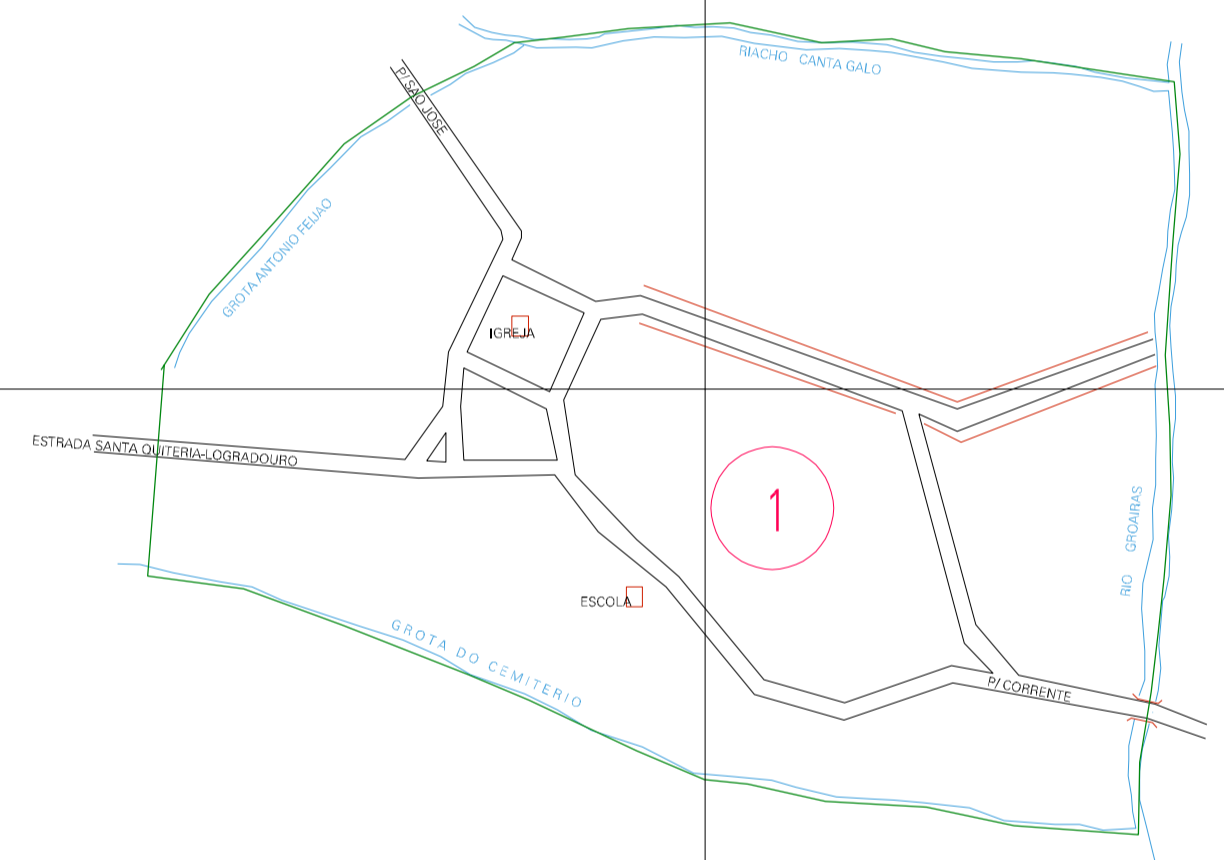 RIACHO CANTA GALO
P/ SAO JOSE
GROTA ANTONIO FEIJAO
IGREJA
ESTRADA SANTA QUITERIA-LOGRADOURO
1
RIO GROAIRAS
ESCOLA
GROTA DO CEMITERIO
P/ CORRENTE